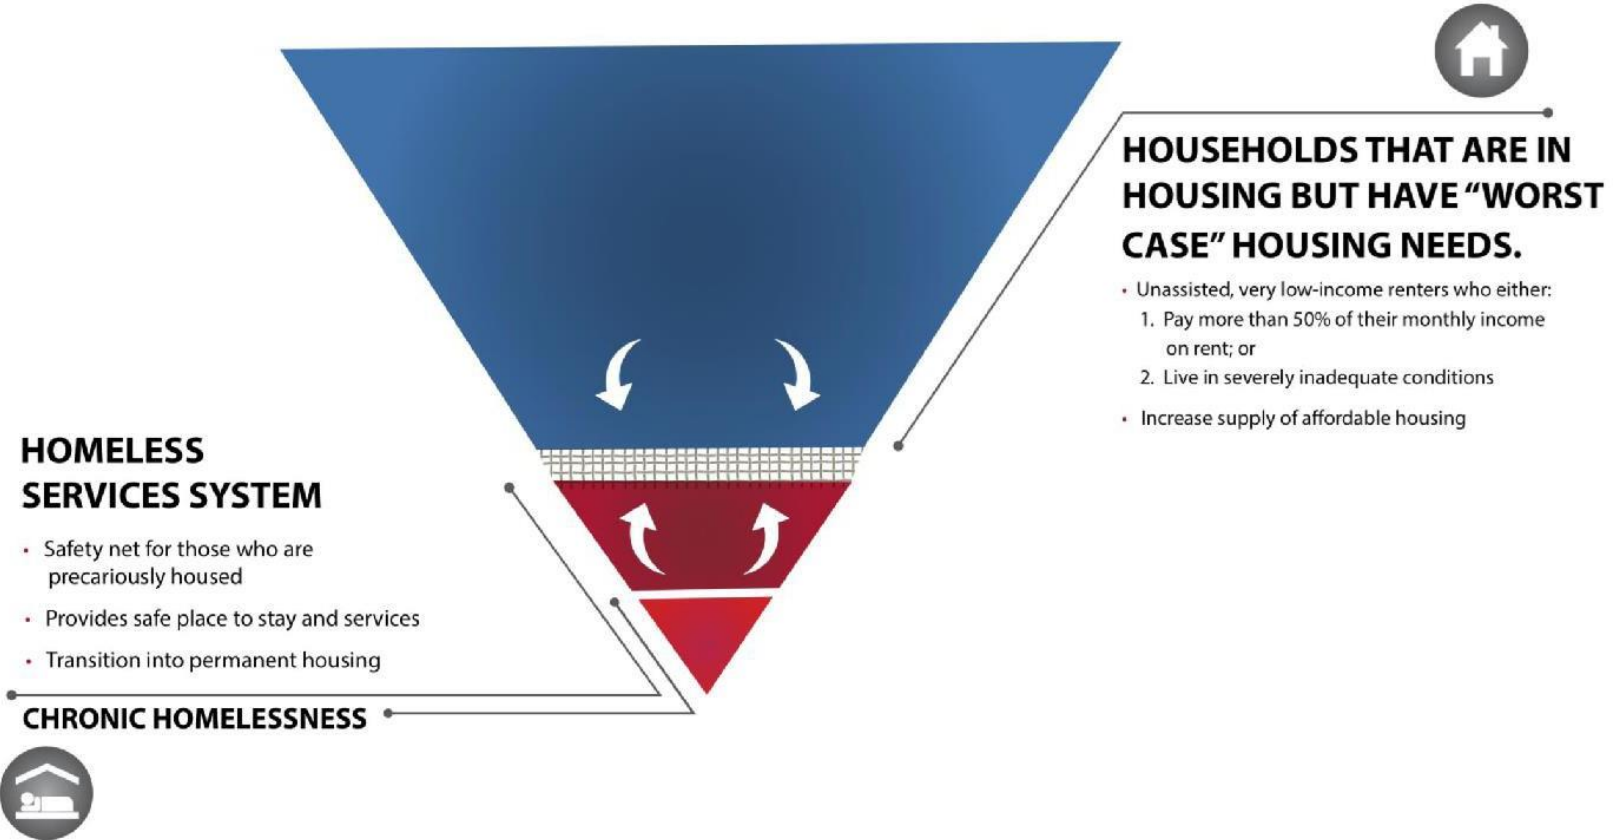 HOUSEHOLDS THAT ARE IN
HOUSING BUT HAVE “WORST
CASE” HOUSING NEEDS.
• Unassisted, very low-income renters who either:
1. Pay more than 50% of their monthly income
on rent; or
2. Live in severely inadequate conditions
• Increase supply of affordable housing
HOMELESS
SERVICES SYSTEM
• Safety net for those who are
precariously housed
• Provides safe place to stay and services
• Transition into permanent housing
CHRONIC HOMELESSNESS